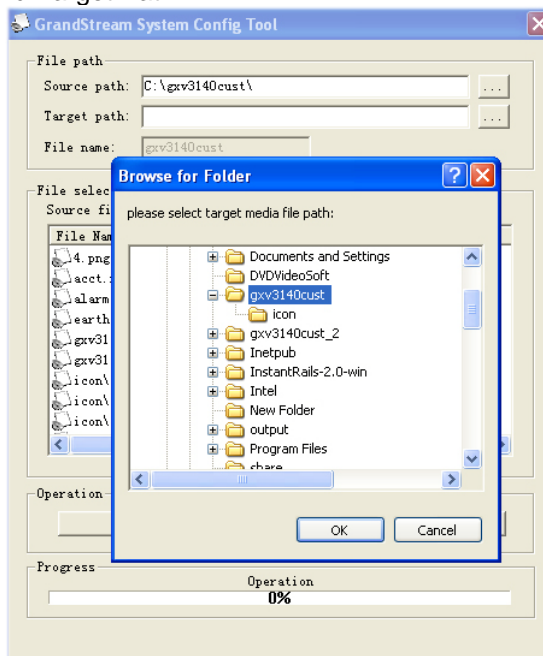 GrandStream System Config Tool
File path
Source path: C:\gxv3140cust\ ...
Target path: ...
File name: gxv3140cust
Browse for Folder
please select target media file path:
File selec
Source fi
File Nam
4.png
acct.
alarm
earth
gxv31
gxv31
icon\
icon\
icon\
Documents and Settings
DVDVideoSoft
gxv3140cust
icon
gxv3140cust_2
Inetpub
InstantRails-2.0-win
Intel
New Folder
output
Program Files
share
OK Cancel
Operation
Progress
Operation
0%